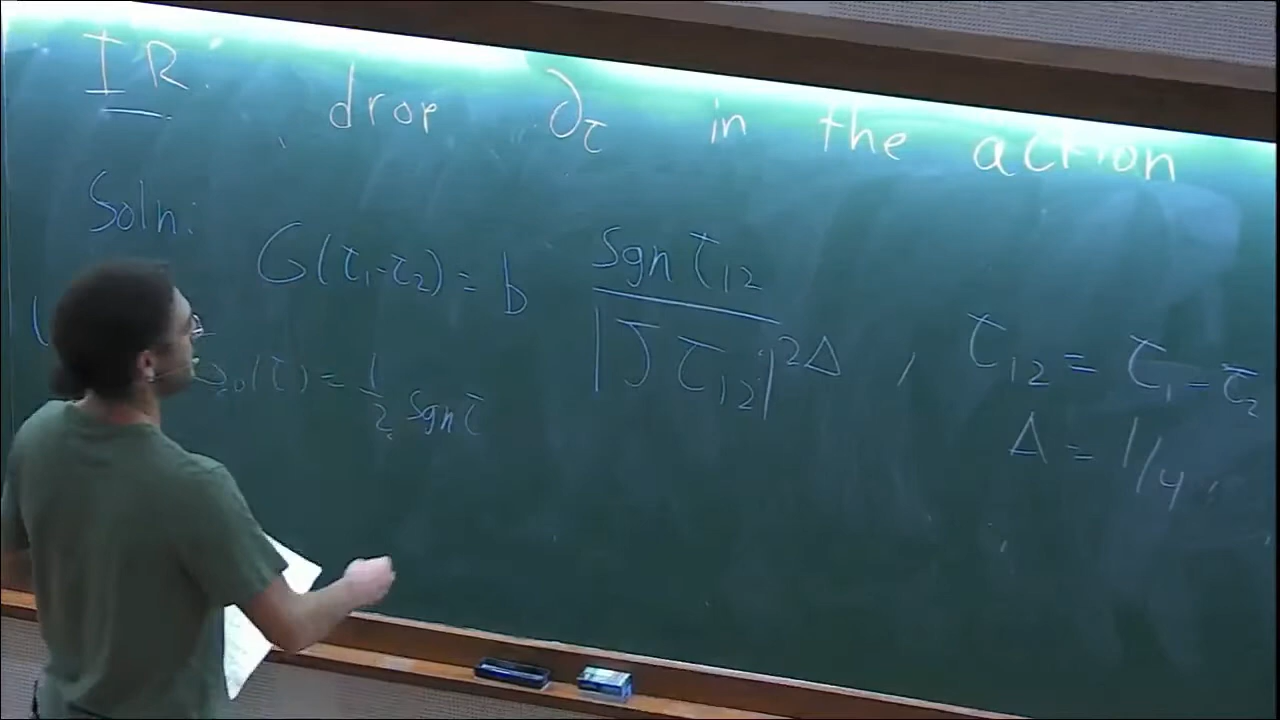 IR: drop ∂τ in the action
Soln:
G(τ1-τ2) = b sgn τ12 / |J τ12|^2Δ , τ12 = τ1 - τ2
Δ = 1/4 .
(τ) = 1/2 sgn τ